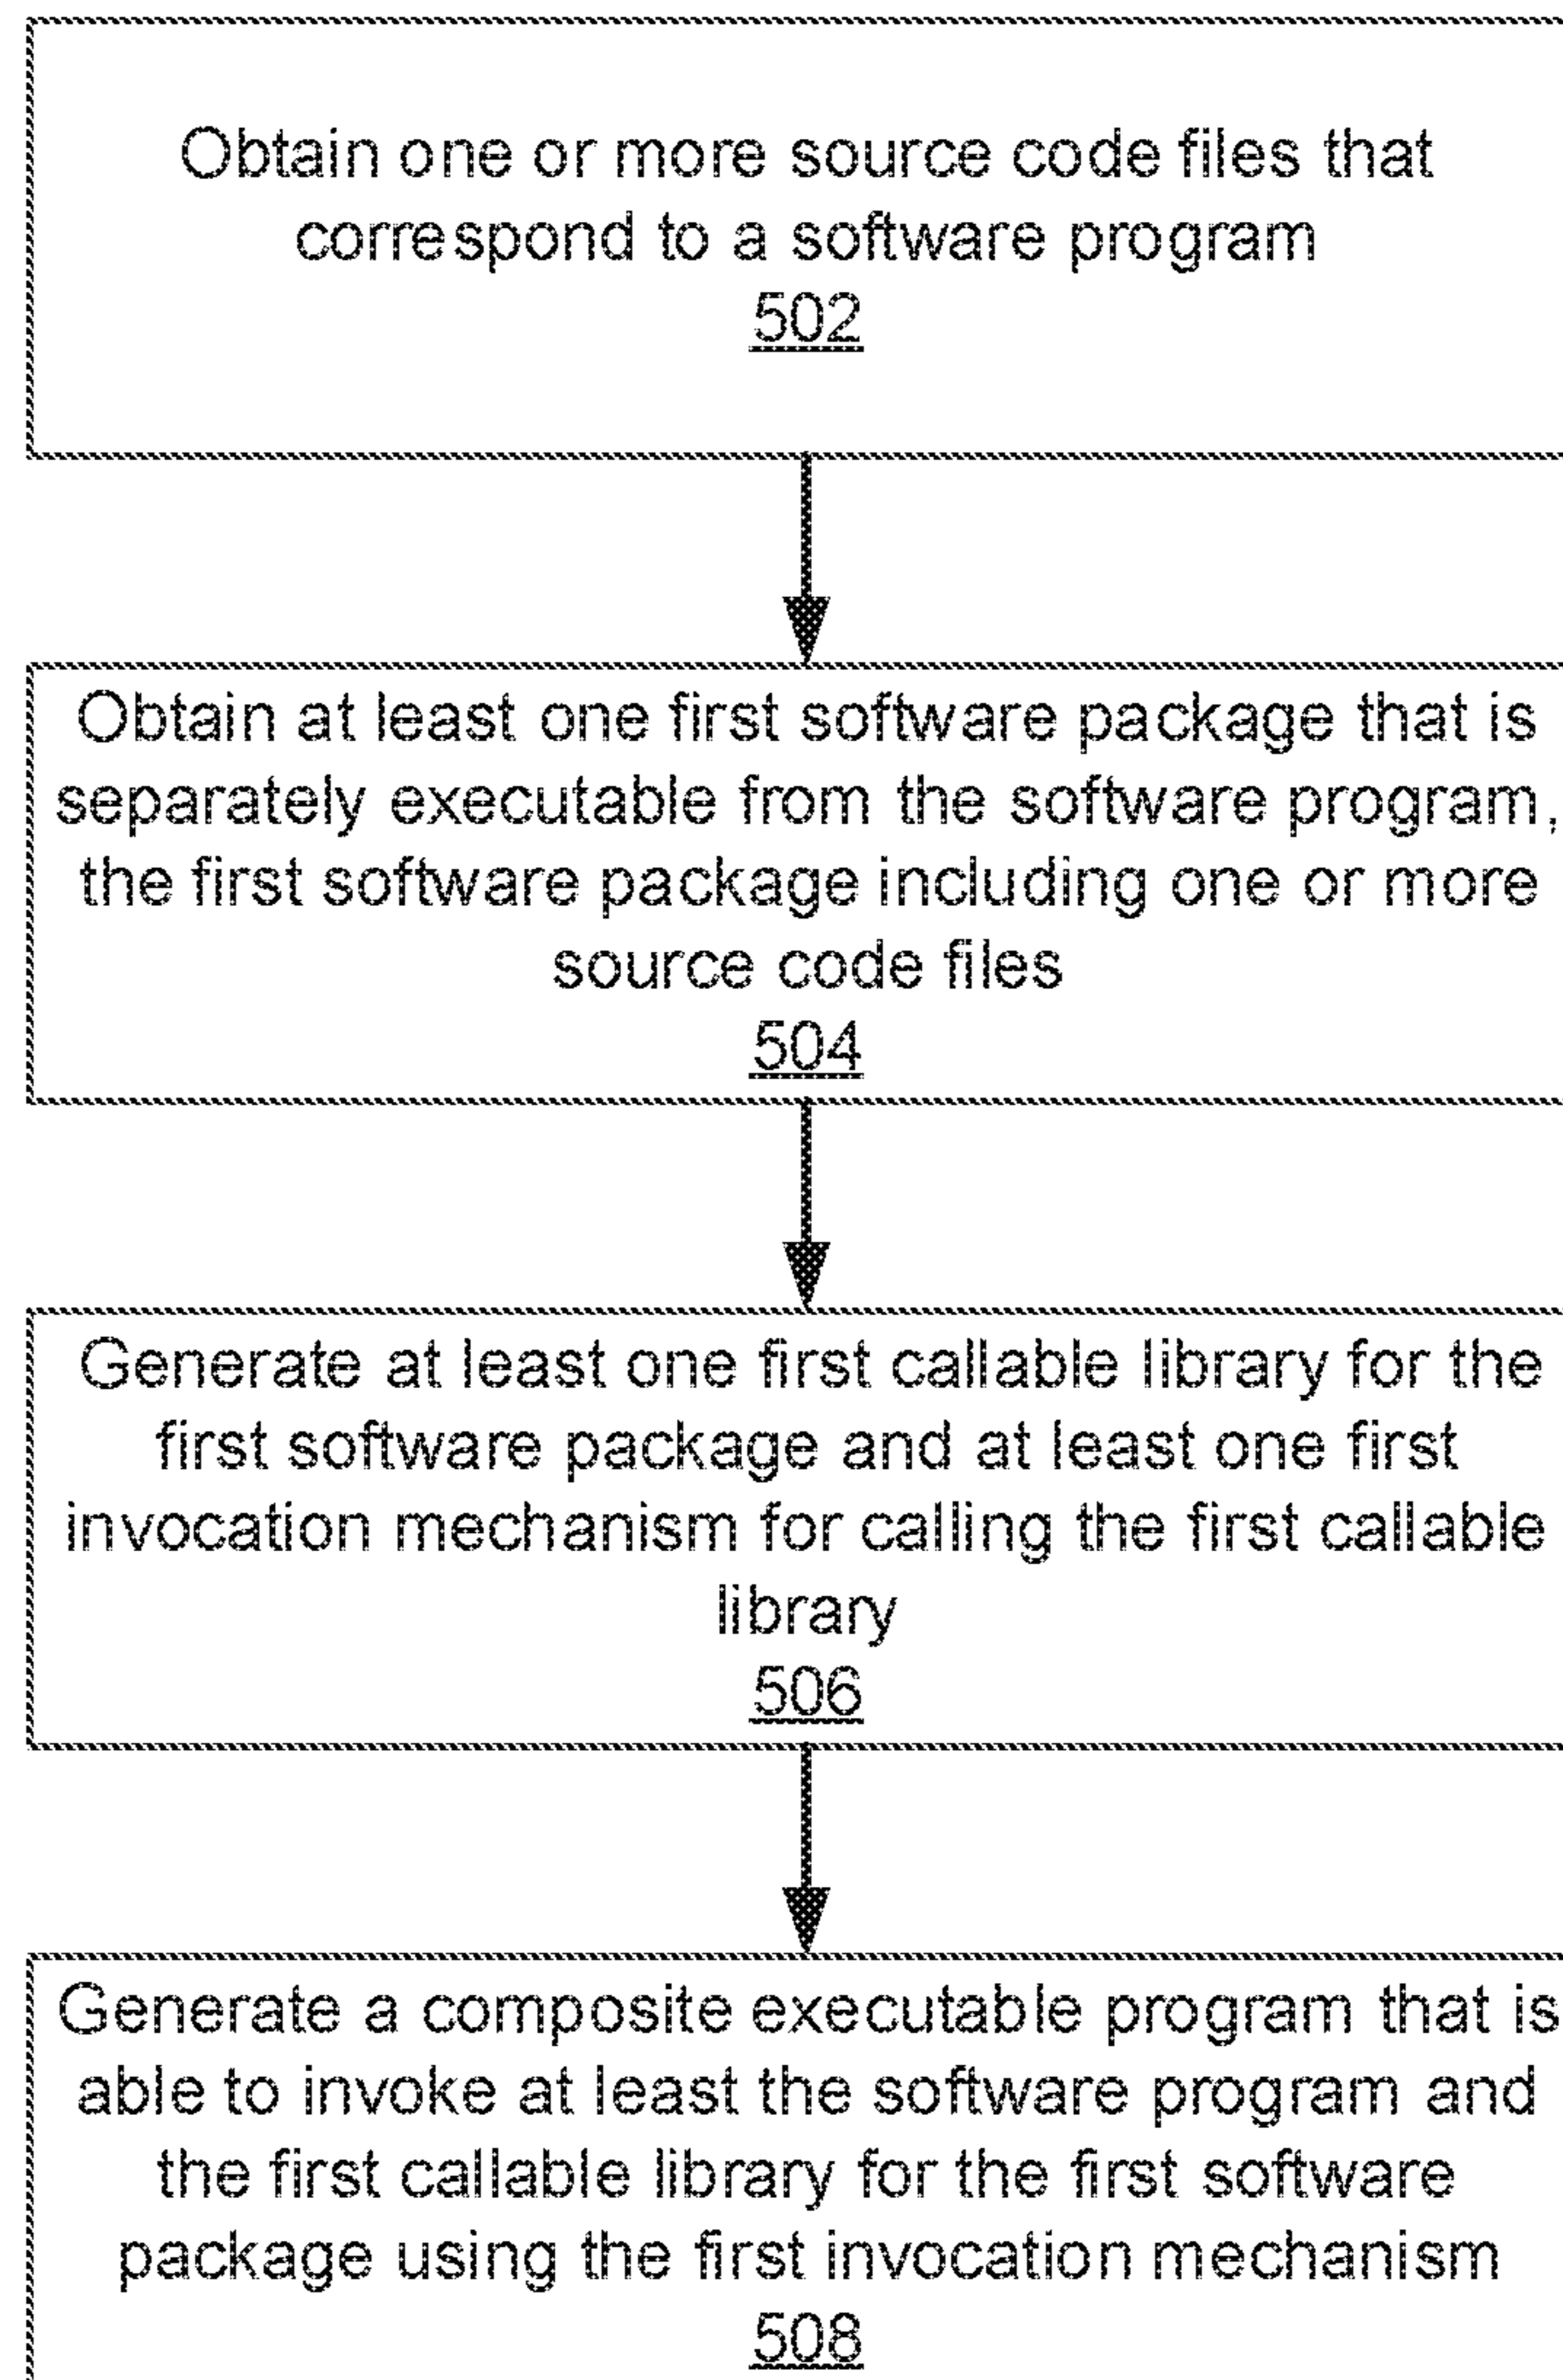 Obtain one or more source code files that
correspond to a software program
502
Obtain at least one first software package that is
separately executable from the software program,
the first software package including one or more
source code files
504
Generate at least one first callable library for the
first software package and at least one first
invocation mechanism for calling the first callable
library
506
Generate a composite executable program that is
able to invoke at least the software program and
the first callable library for the first software
package using the first invocation mechanism
508